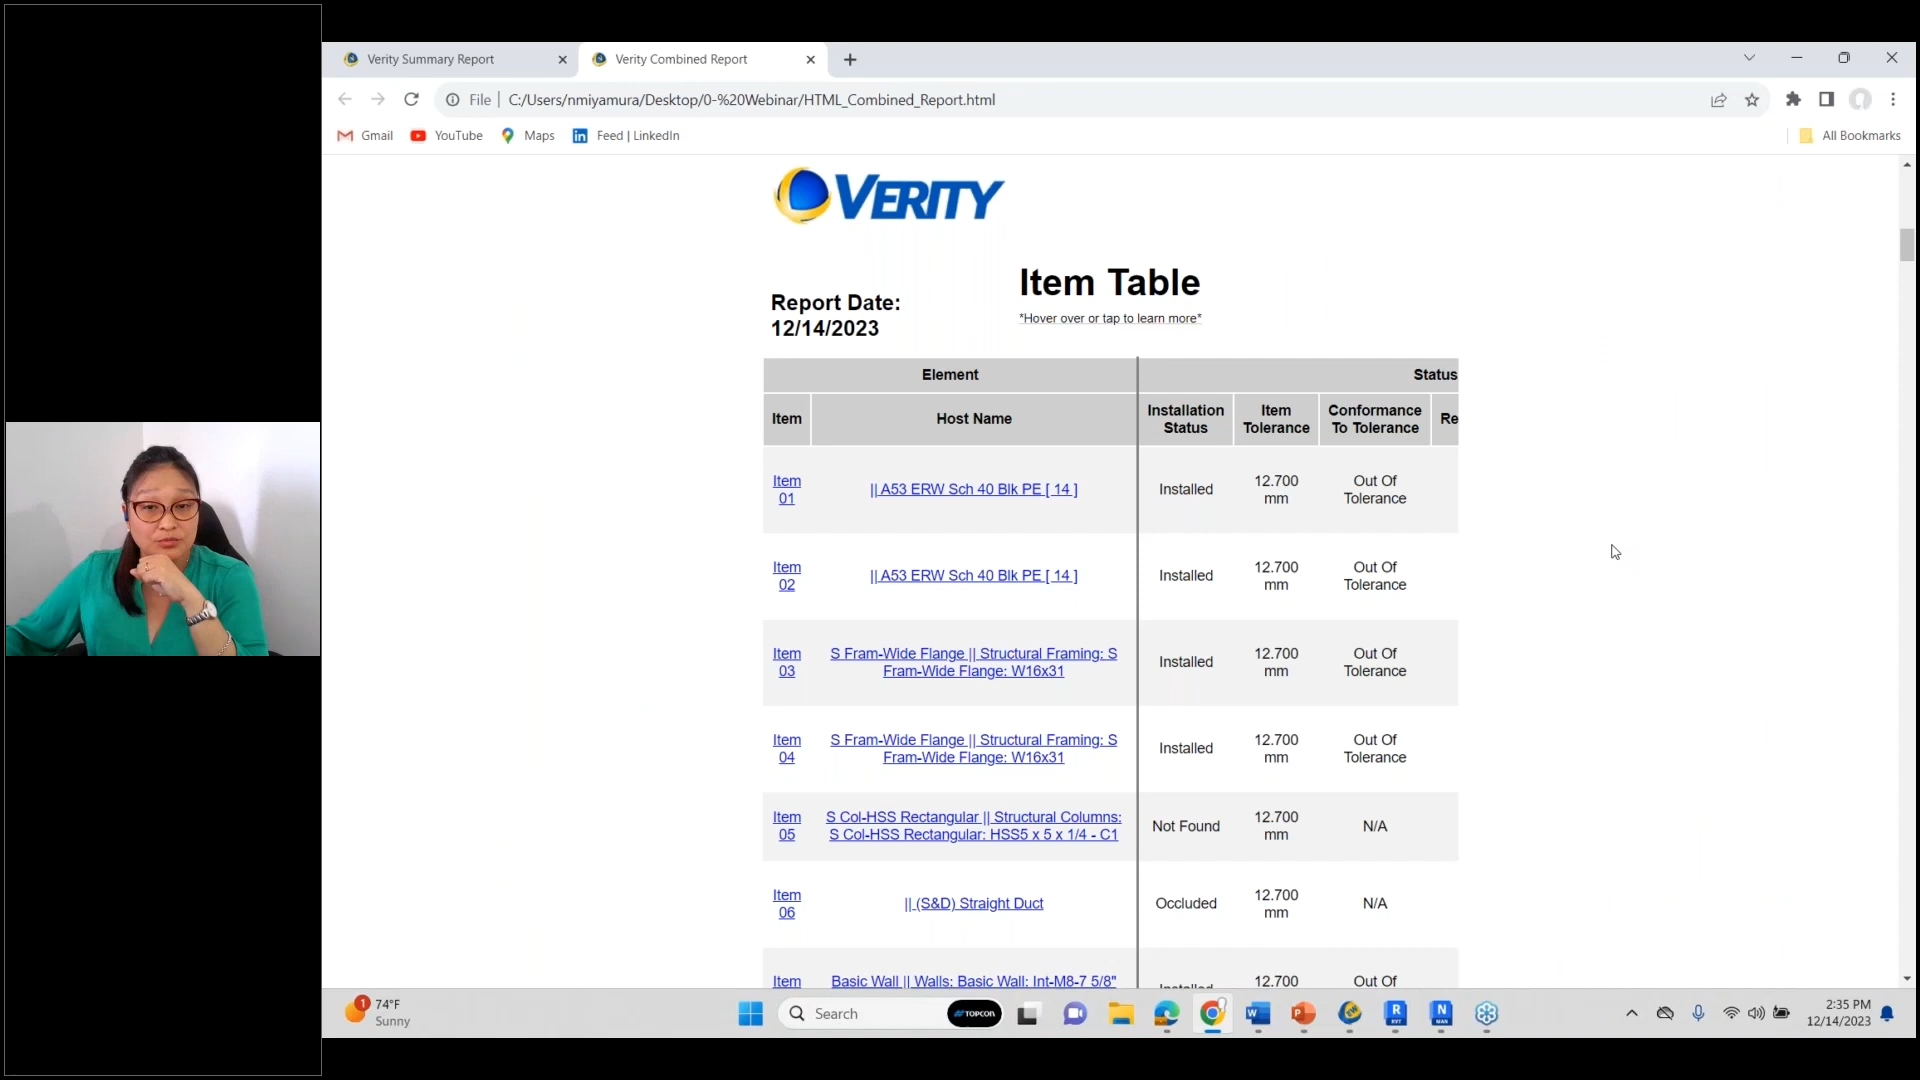 Verity Summary Report
Verity Combined Report
File
C:/Users/nmiyamura/Desktop/0-%20Webinar/HTML_Combined_Report.html
Gmail
YouTube
Maps
Feed | LinkedIn
All Bookmarks
VERITY
Item Table
*Hover over or tap to learn more*
Report Date:
12/14/2023
Element
Status
Item
Host Name
Installation
Status
Item
Tolerance
Conformance
To Tolerance
Re
Item
01
|| A53 ERW Sch 40 Blk PE [ 14 ]
Installed
12.700
mm
Out Of
Tolerance
Item
02
|| A53 ERW Sch 40 Blk PE [ 14 ]
Installed
12.700
mm
Out Of
Tolerance
Item
03
S Fram-Wide Flange || Structural Framing: S
Fram-Wide Flange: W16x31
Installed
12.700
mm
Out Of
Tolerance
Item
04
S Fram-Wide Flange || Structural Framing: S
Fram-Wide Flange: W16x31
Installed
12.700
mm
Out Of
Tolerance
Item
05
S Col-HSS Rectangular || Structural Columns:
S Col-HSS Rectangular: HSS5 x 5 x 1/4 - C1
Not Found
12.700
mm
N/A
Item
06
|| (S&D) Straight Duct
Occluded
12.700
mm
N/A
Item
Basic Wall || Walls: Basic Wall: Int-M8-7 5/8"
Installed
12.700
Out Of
1
74°F
Sunny
Search
TOPCON
2:35 PM
12/14/2023